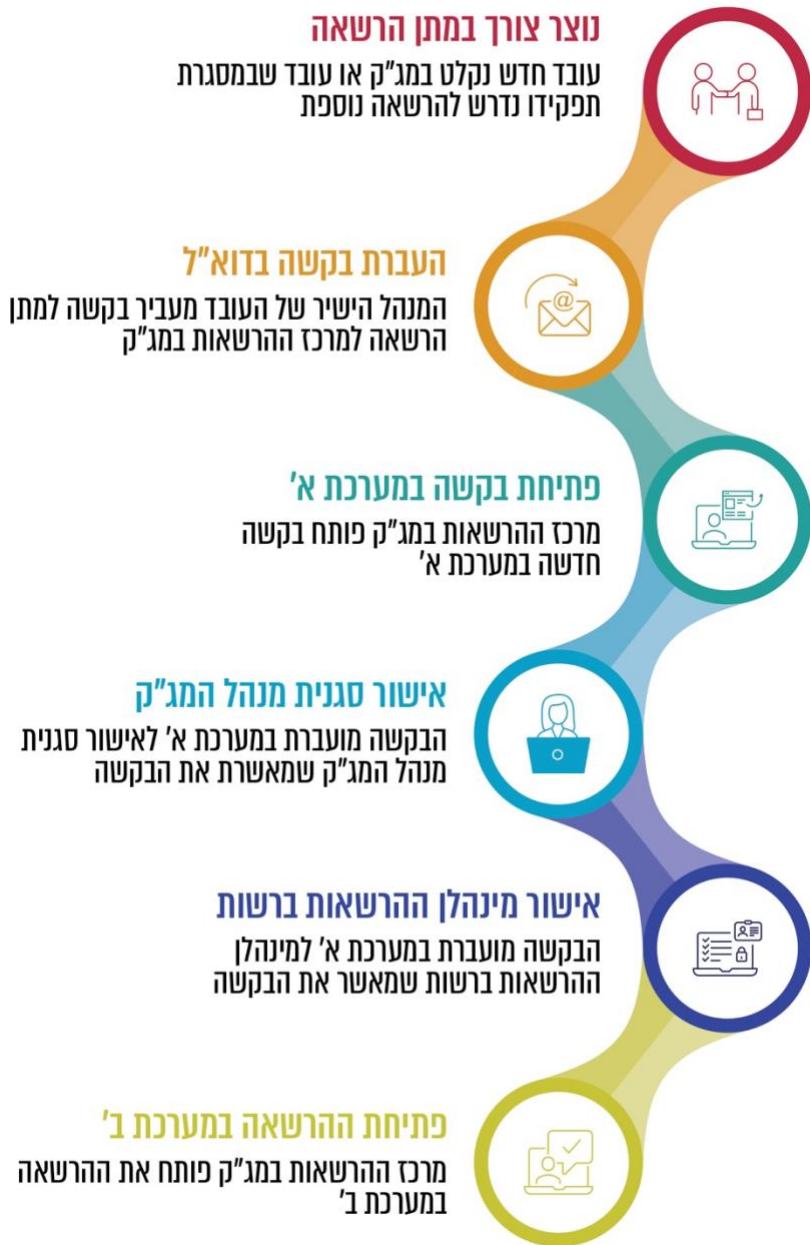 נוצר צורך במתן הרשאה
עובד חדש נקלט במג"ק או עובד שבמסגרת
תפקידו נדרש להרשאה נוספת
העברת בקשה בדוא"ל
המנהל הישיר של העובד מעביר בקשה למתן
הרשאה למרכז ההרשאות במג"ק
פתיחת בקשה במערכת א'
מרכז ההרשאות במג"ק פותח בקשה
חדשה במערכת א'
אישור סגנית מנהל המג"ק
הבקשה מועברת במערכת א' לאישור סגנית
מנהל המג"ק שמאשרת את הבקשה
אישור מינהלן ההרשאות ברשות
הבקשה מועברת במערכת א' למינהלן
ההרשאות ברשות שמאשר את הבקשה
פתיחת ההרשאה במערכת ב'
מרכז ההרשאות במג"ק פותח את ההרשאה
במערכת ב'